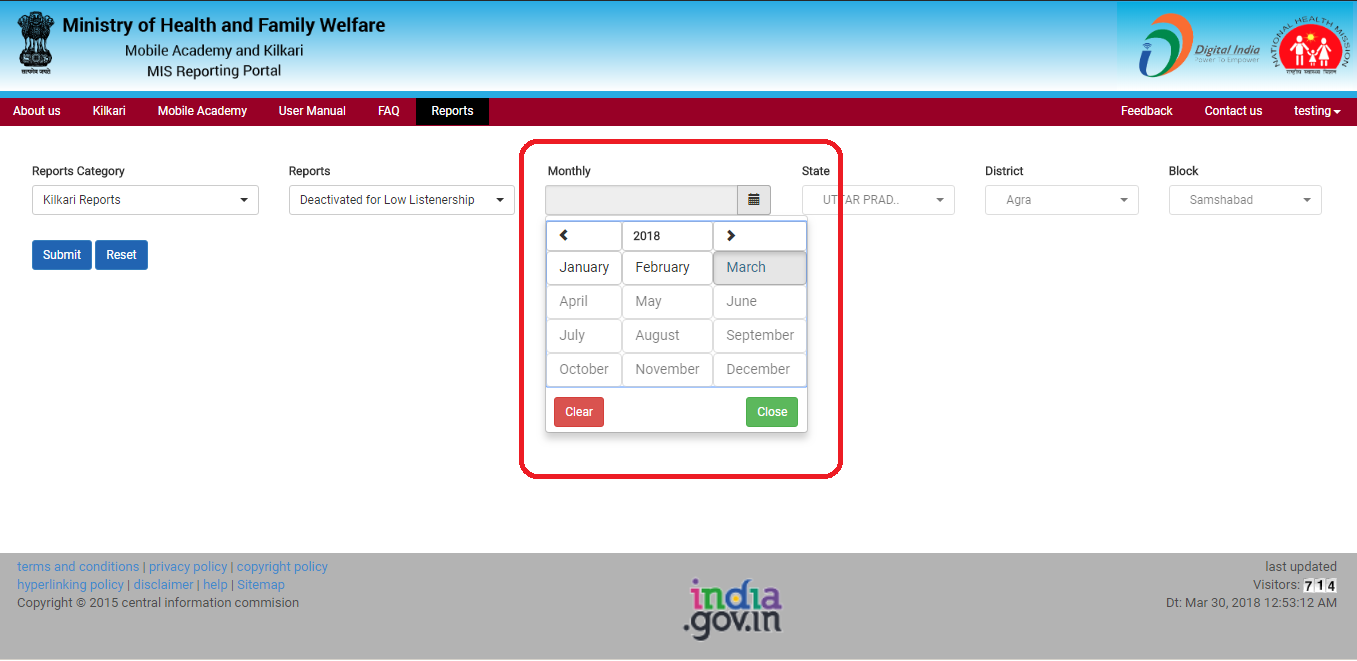 Ministry of Health and Family Welfare
Mobile Academy and Kilkari
MIS Reporting Portal
सत्यमेव जयते
Digital India
Power To Empower
NATIONAL HEALTH MISSION
राष्ट्रीय स्वास्थ्य मिशन
About us Kilkari Mobile Academy User Manual FAQ Reports Feedback Contact us testing
Reports Category Reports Monthly State District Block
Kilkari Reports Deactivated for Low Listenership UTTAR PRAD.. Agra Samshabad
Submit Reset
2018
January February March
April May June
July August September
October November December
Clear Close
terms and conditions | privacy policy | copyright policy
hyperlinking policy | disclaimer | help | Sitemap
Copyright © 2015 central information commision
india
.gov.in
last updated
Visitors: 714
Dt: Mar 30, 2018 12:53:12 AM